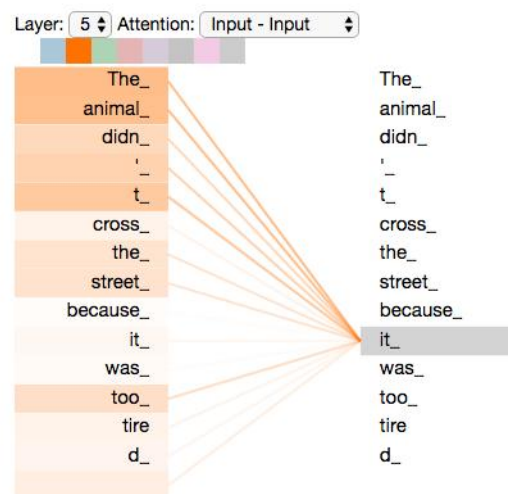 Layer: 5 Attention: Input - Input
The_ The_
animal_ animal_
didn_ didn_
'_ '_
t_ t_
cross_ cross_
the_ the_
street_ street_
because_ because_
it_ it_
was_ was_
too_ too_
tire tire
d_ d_